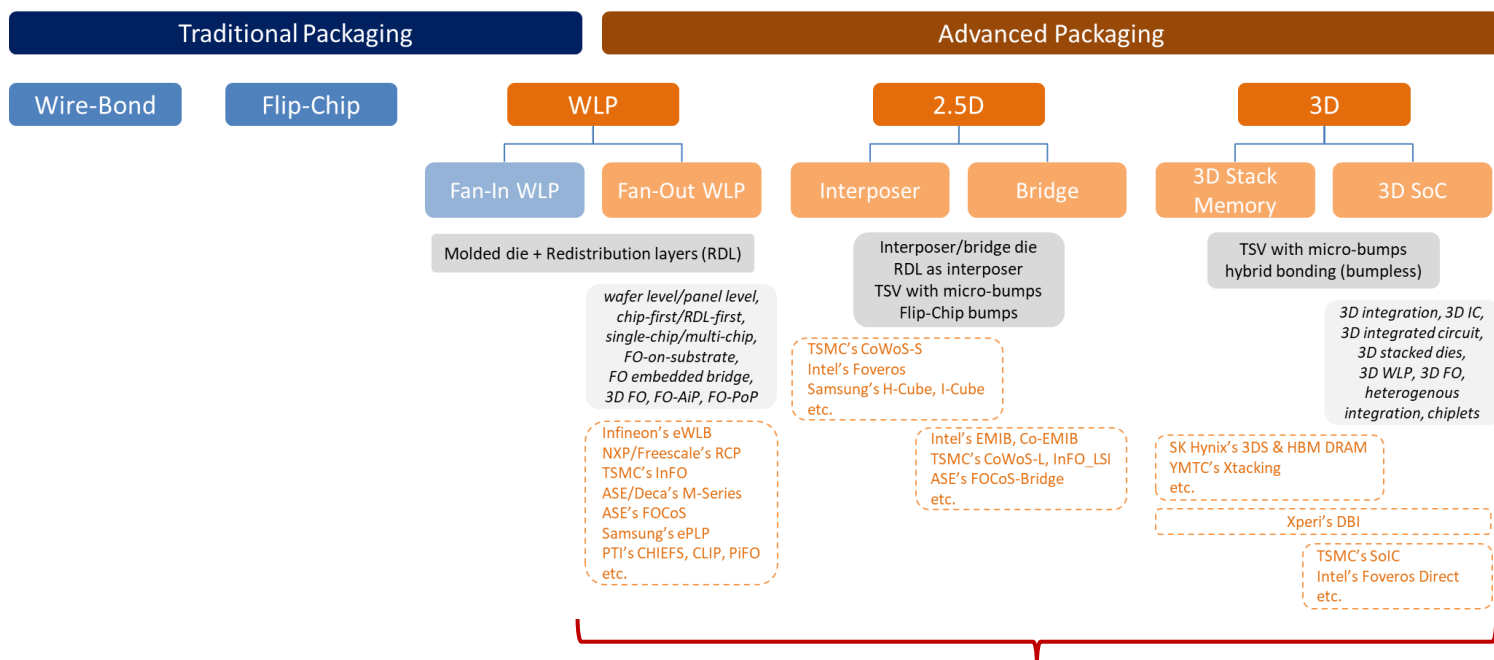 Traditional Packaging
Advanced Packaging
Wire-Bond
Flip-Chip
WLP
2.5D
3D
Fan-In WLP
Fan-Out WLP
Interposer
Bridge
3D Stack
Memory
3D SoC
Molded die + Redistribution layers (RDL)
Interposer/bridge die
RDL as interposer
TSV with micro-bumps
Flip-Chip bumps
TSV with micro-bumps
hybrid bonding (bumpless)
wafer level/panel level,
chip-first/RDL-first,
single-chip/multi-chip,
FO-on-substrate,
FO embedded bridge,
3D FO, FO-AiP, FO-PoP
3D integration, 3D IC,
3D integrated circuit,
3D stacked dies,
3D WLP, 3D FO,
heterogenous
integration, chiplets
TSMC's CoWoS-S
Intel's Foveros
Samsung's H-Cube, I-Cube
etc.
Infineon's eWLB
NXP/Freescale's RCP
TSMC's InFO
ASE/Deca's M-Series
ASE's FOCoS
Samsung's ePLP
PTI's CHIEFS, CLIP, PiFO
etc.
Intel's EMIB, Co-EMIB
TSMC's CoWoS-L, InFO_LSI
ASE's FOCoS-Bridge
etc.
SK Hynix's 3DS & HBM DRAM
YMTC's Xtacking
etc.
Xperi's DBI
TSMC's SoIC
Intel's Foveros Direct
etc.